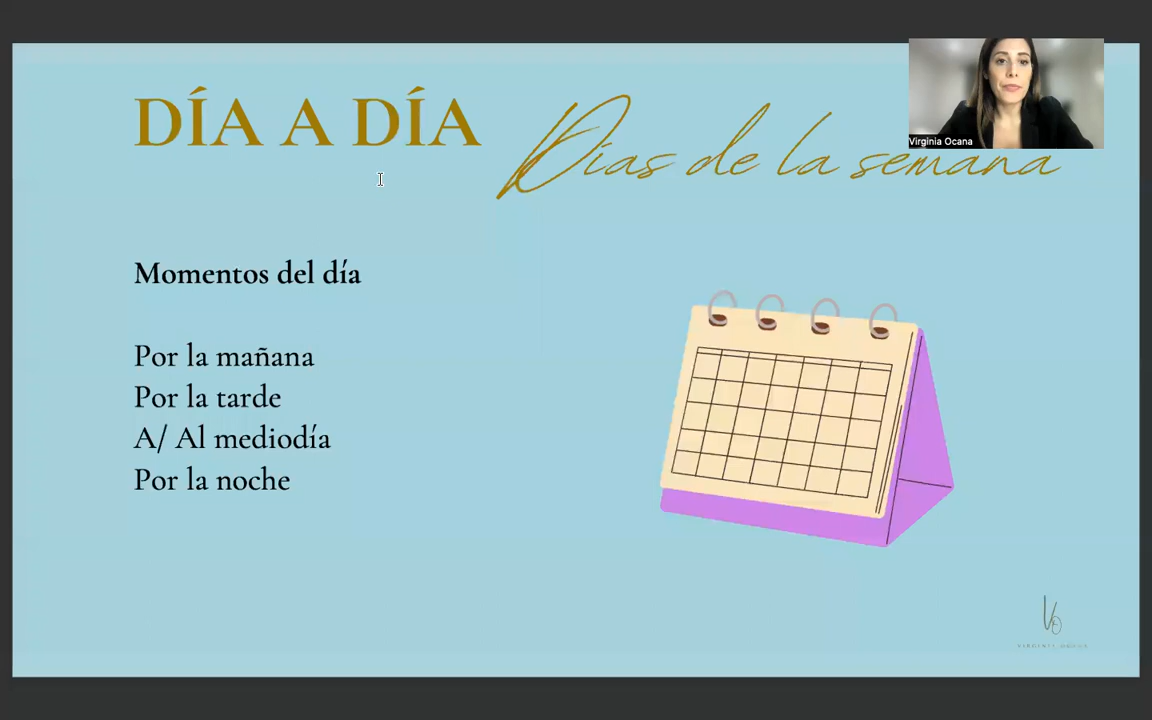 DÍA A DÍA
Días de la semana
Virginia Ocana
Momentos del día
Por la mañana
Por la tarde
A/ Al mediodía
Por la noche
VO